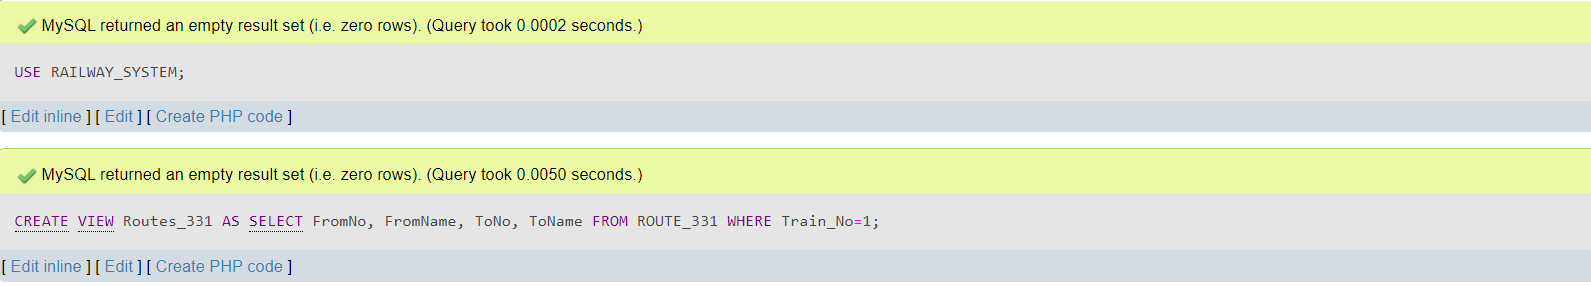 MySQL returned an empty result set (i.e. zero rows). (Query took 0.0002 seconds.)
USE RAILWAY_SYSTEM;
[ Edit inline ] [ Edit ] [ Create PHP code ]
MySQL returned an empty result set (i.e. zero rows). (Query took 0.0050 seconds.)
CREATE VIEW Routes_331 AS SELECT FromNo, FromName, ToNo, ToName FROM ROUTE_331 WHERE Train_No=1;
[ Edit inline ] [ Edit ] [ Create PHP code ]